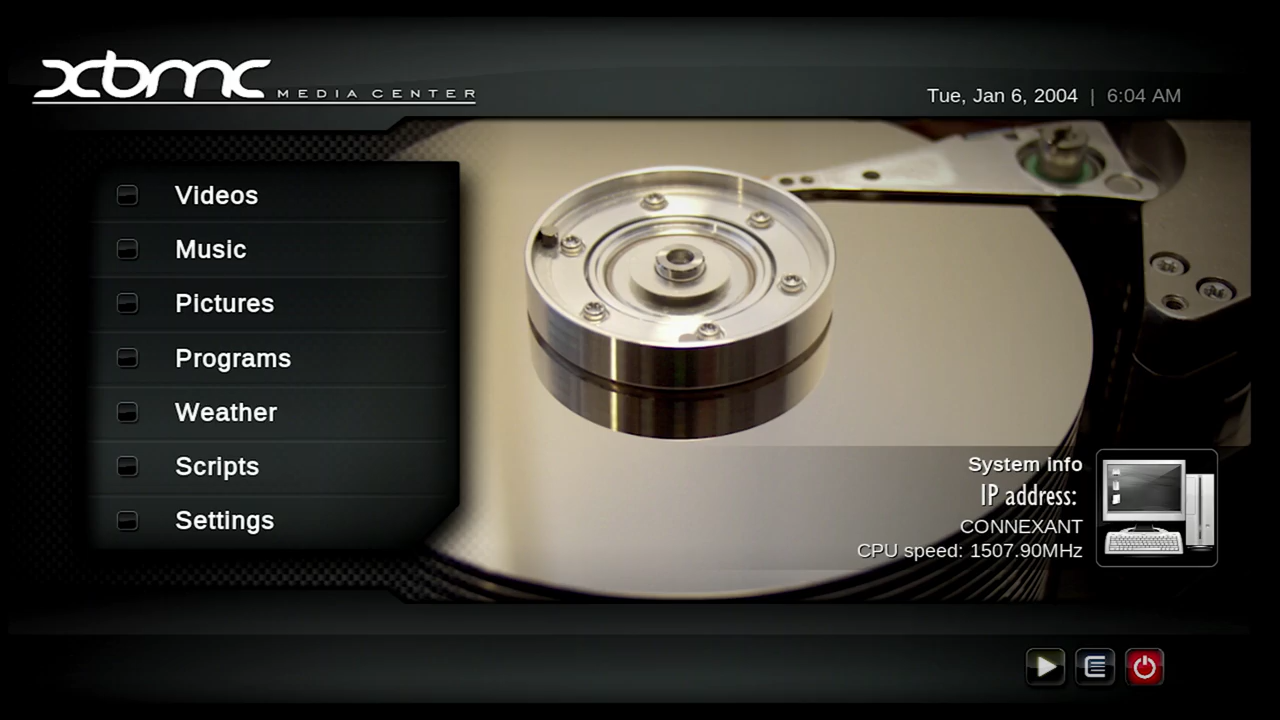 xbmc MEDIA CENTER
Tue, Jan 6, 2004 | 6:04 AM
Videos
Music
Pictures
Programs
Weather
Scripts
Settings
System info
IP address:
CONNEXANT
CPU speed: 1507.90MHz